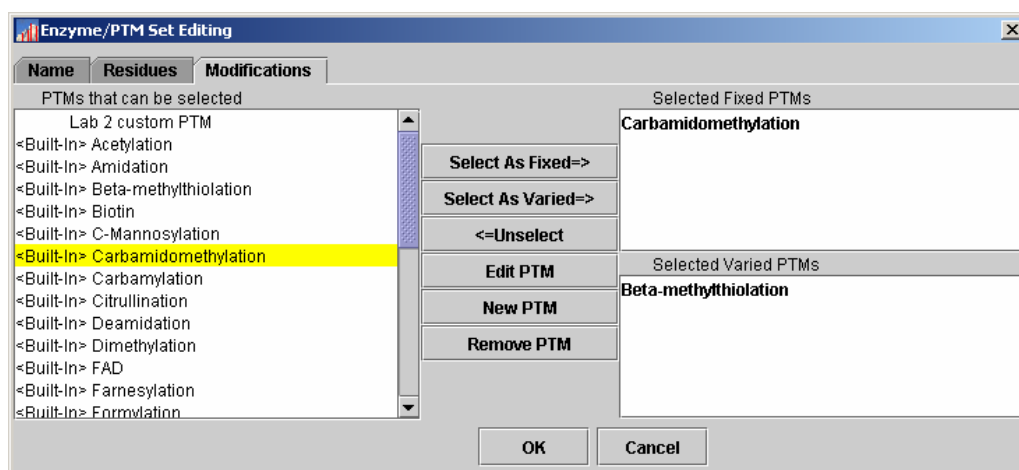 Enzyme/PTM Set Editing
Name Residues Modifications
PTMs that can be selected
Lab 2 custom PTM
<Built-In> Acetylation
<Built-In> Amidation
<Built-In> Beta-methylthiolation
<Built-In> Biotin
<Built-In> C-Mannosylation
<Built-In> Carbamidomethylation
<Built-In> Carbamylation
<Built-In> Citrullination
<Built-In> Deamidation
<Built-In> Dimethylation
<Built-In> FAD
<Built-In> Farnesylation
<Built-In> Formylation
Select As Fixed=>
Select As Varied=>
<=Unselect
Edit PTM
New PTM
Remove PTM
Selected Fixed PTMs
Carbamidomethylation
Selected Varied PTMs
Beta-methylthiolation
OK Cancel